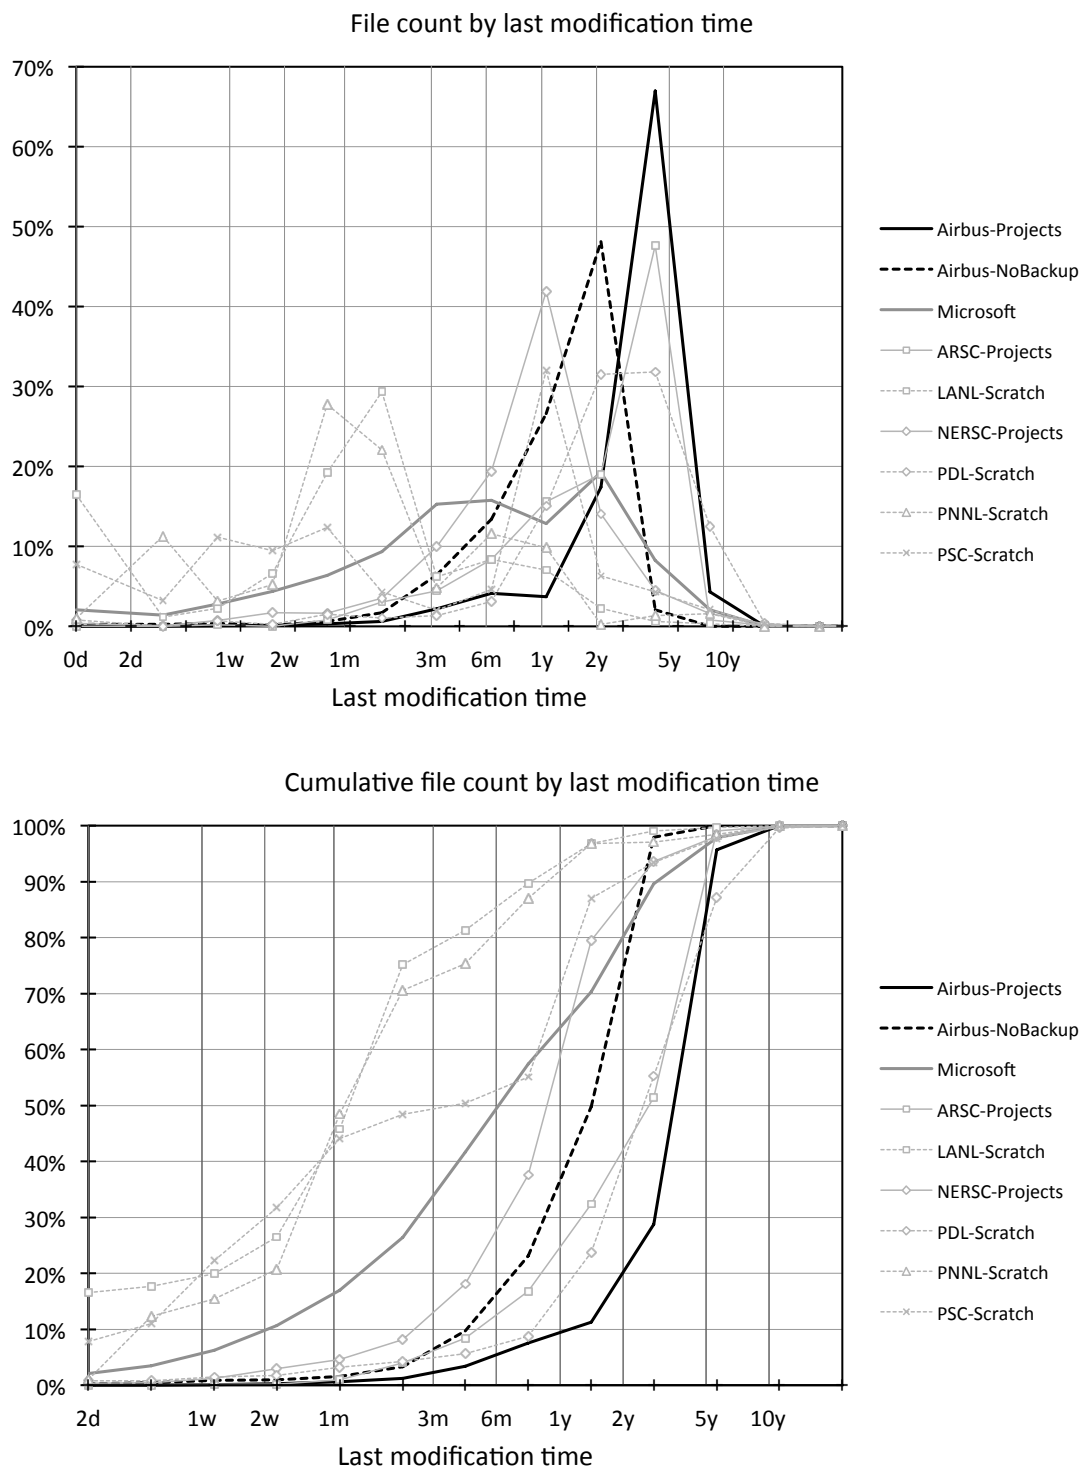 File count by last modification time
70%
60%
50%
40%
30%
20%
10%
0%
0d 2d 1w 2w 1m 3m 6m 1y 2y 5y 10y
Last modification time
Airbus-Projects
Airbus-NoBackup
Microsoft
ARSC-Projects
LANL-Scratch
NERSC-Projects
PDL-Scratch
PNNL-Scratch
PSC-Scratch
Cumulative file count by last modification time
100%
90%
80%
70%
60%
50%
40%
30%
20%
10%
0%
2d 1w 2w 1m 3m 6m 1y 2y 5y 10y
Last modification time
Airbus-Projects
Airbus-NoBackup
Microsoft
ARSC-Projects
LANL-Scratch
NERSC-Projects
PDL-Scratch
PNNL-Scratch
PSC-Scratch